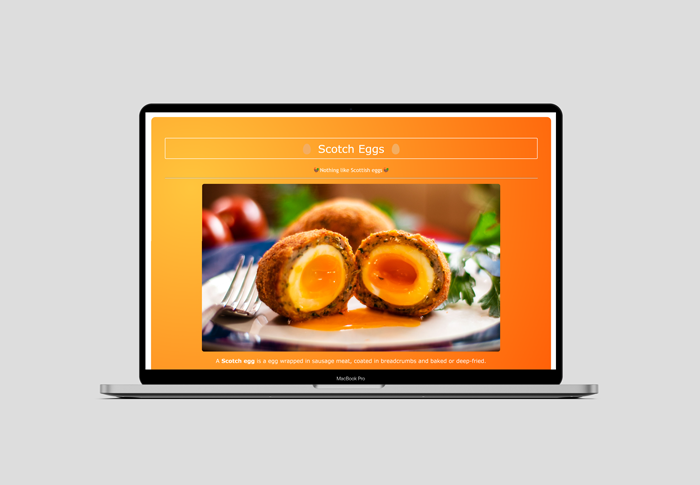 🥚 Scotch Eggs 🥚
Nothing like Scottish eggs
A Scotch egg is a egg wrapped in sausage meat, coated in breadcrumbs and baked or deep-fried.
MacBook Pro